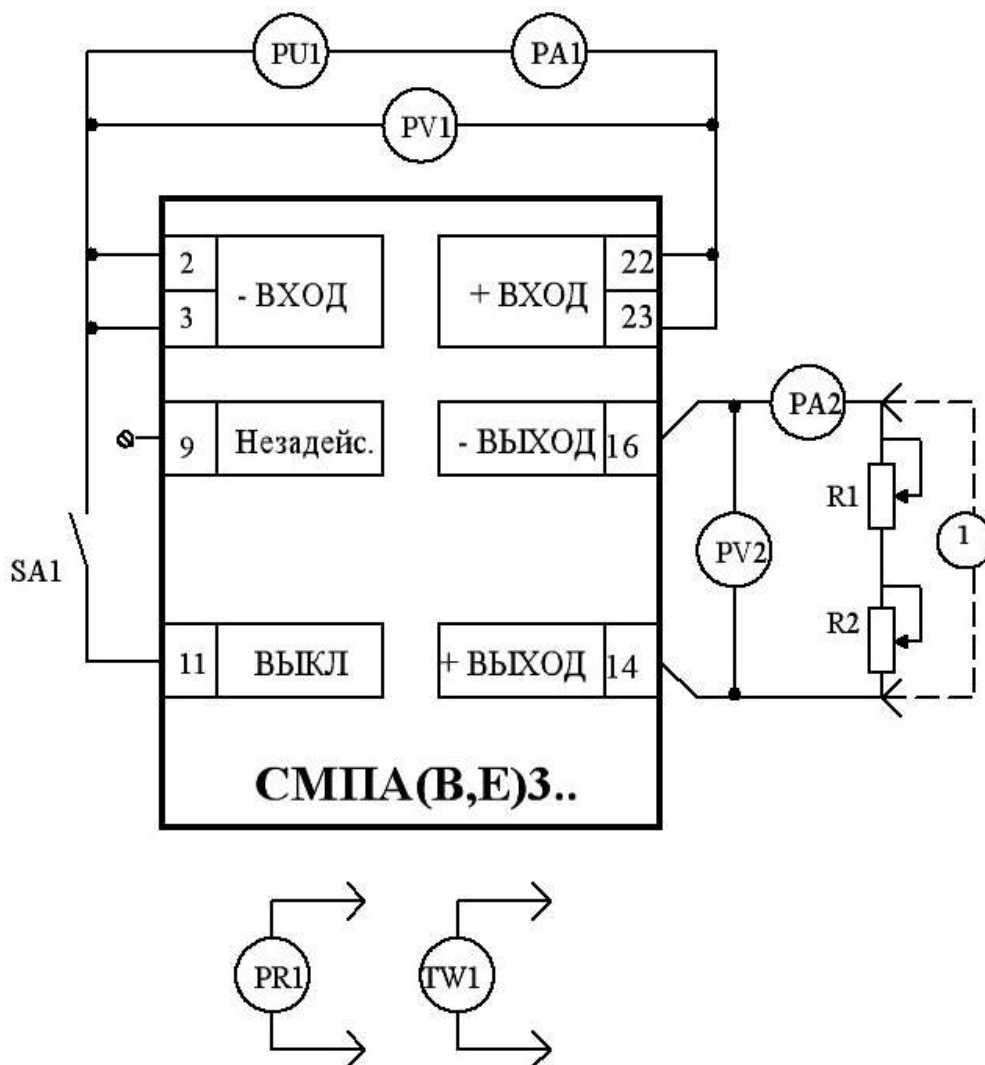 PU1
PA1
PV1
2
- ВХОД
3
+ ВХОД
22
23
9
Незадейс.
- ВЫХОД
16
PA2
R1
1
PV2
SA1
R2
11
ВЫКЛ
+ ВЫХОД
14
СМПА(В,Е)3..
PR1
TW1